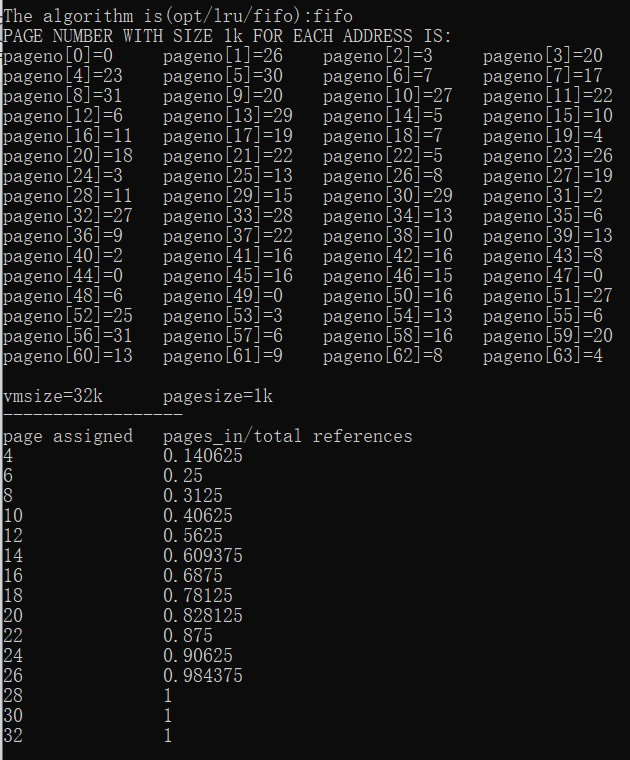 The algorithm is(opt/lru/fifo):fifo
PAGE NUMBER WITH SIZE 1k FOR EACH ADDRESS IS:
pageno[0]=0 pageno[1]=26 pageno[2]=3 pageno[3]=20
pageno[4]=23 pageno[5]=30 pageno[6]=7 pageno[7]=17
pageno[8]=31 pageno[9]=20 pageno[10]=27 pageno[11]=22
pageno[12]=6 pageno[13]=29 pageno[14]=5 pageno[15]=10
pageno[16]=11 pageno[17]=19 pageno[18]=7 pageno[19]=4
pageno[20]=18 pageno[21]=22 pageno[22]=5 pageno[23]=26
pageno[24]=3 pageno[25]=13 pageno[26]=8 pageno[27]=19
pageno[28]=11 pageno[29]=15 pageno[30]=29 pageno[31]=2
pageno[32]=27 pageno[33]=28 pageno[34]=13 pageno[35]=6
pageno[36]=9 pageno[37]=22 pageno[38]=10 pageno[39]=13
pageno[40]=2 pageno[41]=16 pageno[42]=16 pageno[43]=8
pageno[44]=0 pageno[45]=16 pageno[46]=15 pageno[47]=0
pageno[48]=6 pageno[49]=0 pageno[50]=16 pageno[51]=27
pageno[52]=25 pageno[53]=3 pageno[54]=13 pageno[55]=6
pageno[56]=31 pageno[57]=6 pageno[58]=16 pageno[59]=20
pageno[60]=13 pageno[61]=9 pageno[62]=8 pageno[63]=4
vmsize=32k pagesize=1k
------------------
page assigned pages_in/total references
4 0.140625
6 0.25
8 0.3125
10 0.40625
12 0.5625
14 0.609375
16 0.6875
18 0.78125
20 0.828125
22 0.875
24 0.90625
26 0.984375
28 1
30 1
32 1